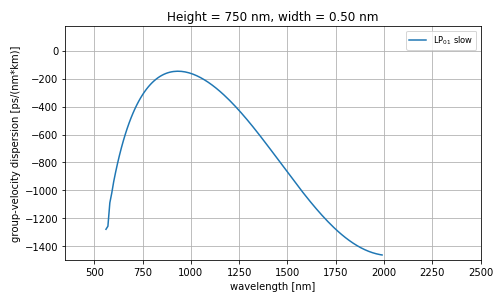 Height = 750 nm, width = 0.50 nm
LP₀₁ slow
group-velocity dispersion [ps/(nm*km)]
0
−200
−400
−600
−800
−1000
−1200
−1400
500 750 1000 1250 1500 1750 2000 2250 2500
wavelength [nm]